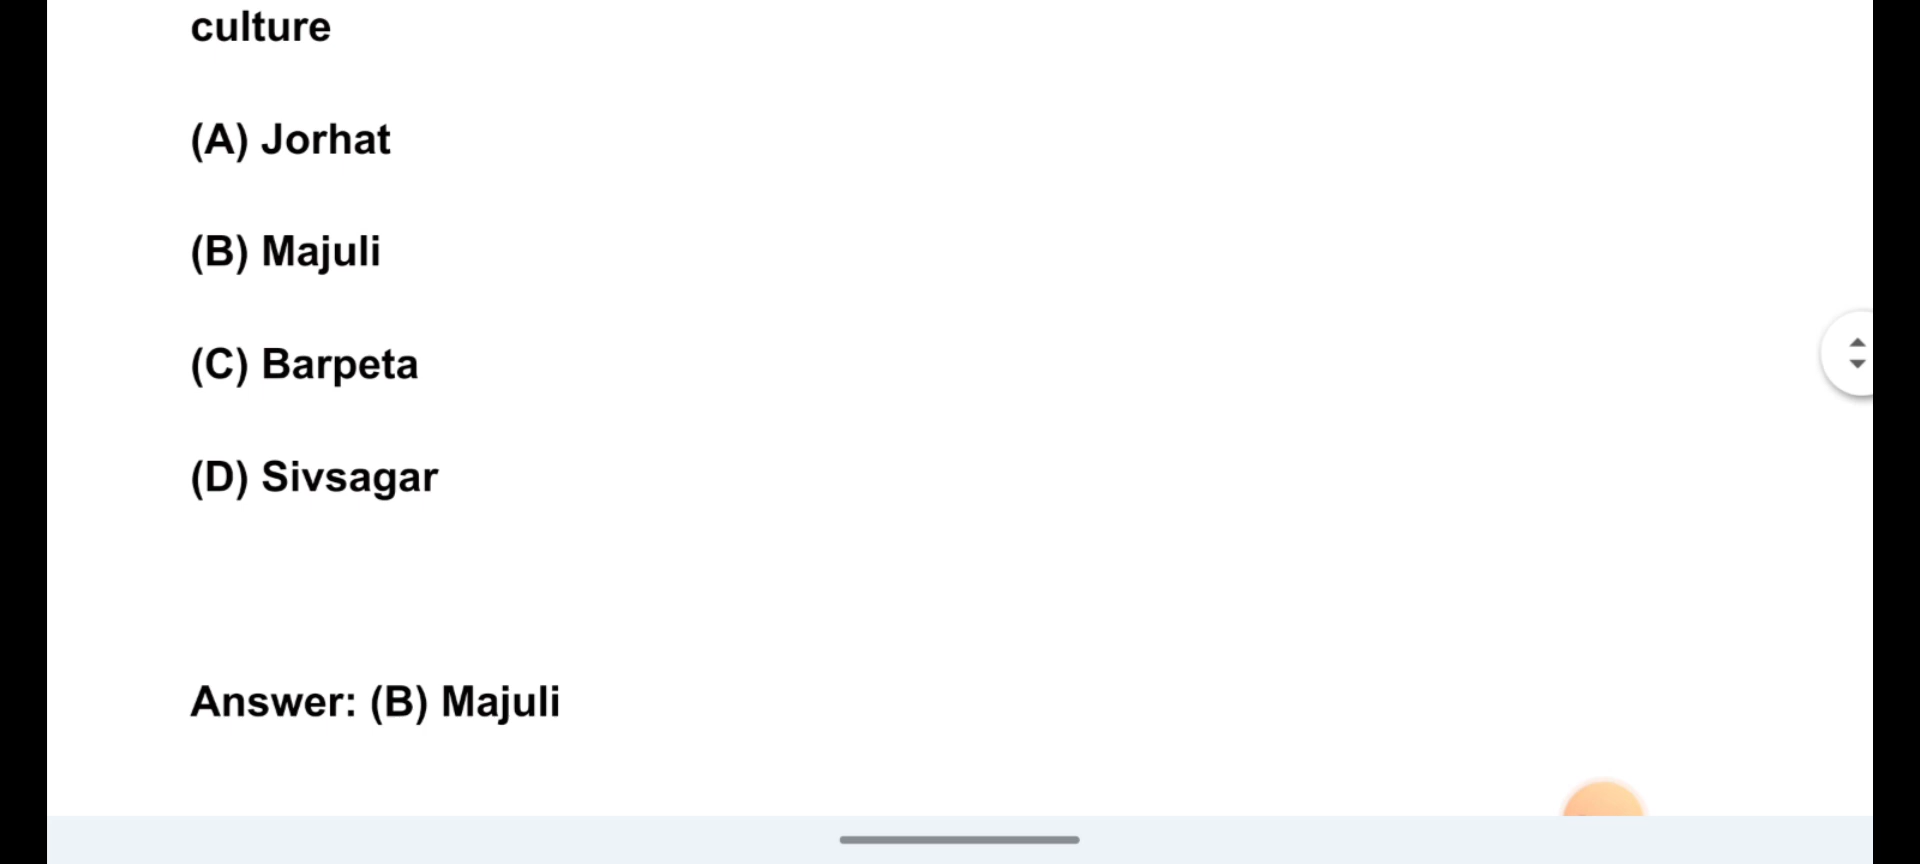 culture
(A) Jorhat
(B) Majuli
(C) Barpeta
(D) Sivsagar
Answer: (B) Majuli